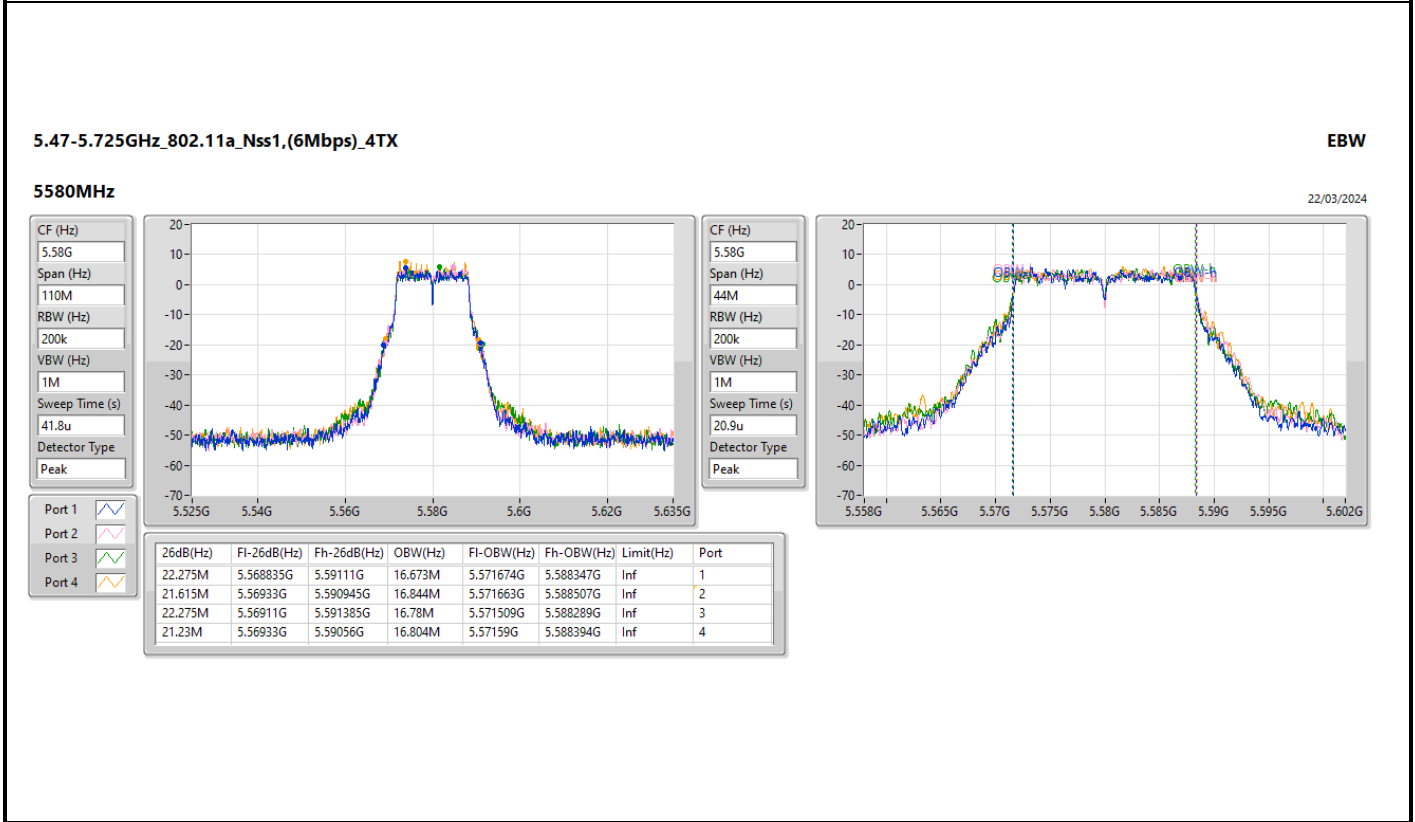 5.47-5.725GHz_802.11a_Nss1,(6Mbps)_4TX EBW
5580MHz
22/03/2024
CF (Hz)
5.58G
Span (Hz)
110M
RBW (Hz)
200k
VBW (Hz)
1M
Sweep Time (s)
41.8u
Detector Type
Peak
Port 1
Port 2
Port 3
Port 4
20
10
0
-10
-20
-30
-40
-50
-60
-70
5.525G 5.54G 5.56G 5.58G 5.6G 5.62G 5.635G
CF (Hz)
5.58G
Span (Hz)
44M
RBW (Hz)
200k
VBW (Hz)
1M
Sweep Time (s)
20.9u
Detector Type
Peak
20
10
0
-10
-20
-30
-40
-50
-60
-70
5.558G 5.565G 5.57G 5.575G 5.58G 5.585G 5.59G 5.595G 5.602G
26dB(Hz) Fl-26dB(Hz) Fh-26dB(Hz) OBW(Hz) Fl-OBW(Hz) Fh-OBW(Hz) Limit(Hz) Port
22.275M 5.568835G 5.59111G 16.673M 5.571674G 5.588347G Inf 1
21.615M 5.56933G 5.590945G 16.844M 5.571663G 5.588507G Inf 2
22.275M 5.56911G 5.591385G 16.78M 5.571509G 5.588289G Inf 3
21.23M 5.56933G 5.59056G 16.804M 5.57159G 5.588394G Inf 4